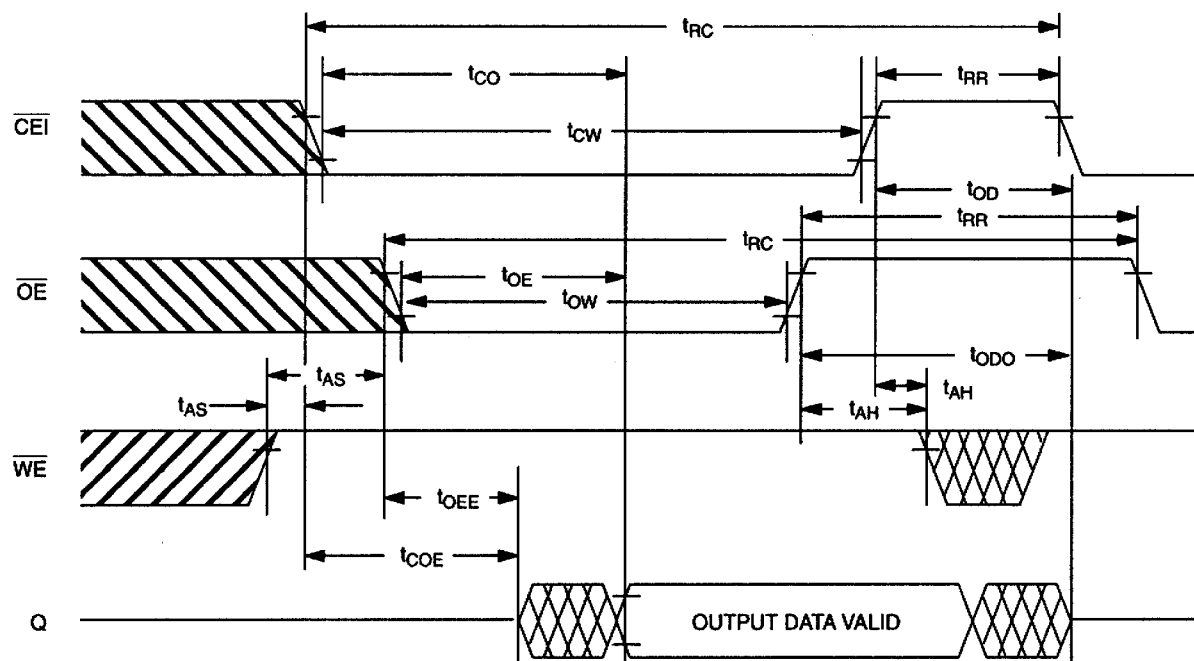 tRC
tCO
tRR
CEI
tCW
tOD
tRR
tRC
tOE
OE
tOW
tODO
tAS
tAS
tAH
tAH
WE
tOEE
tCOE
Q
OUTPUT DATA VALID